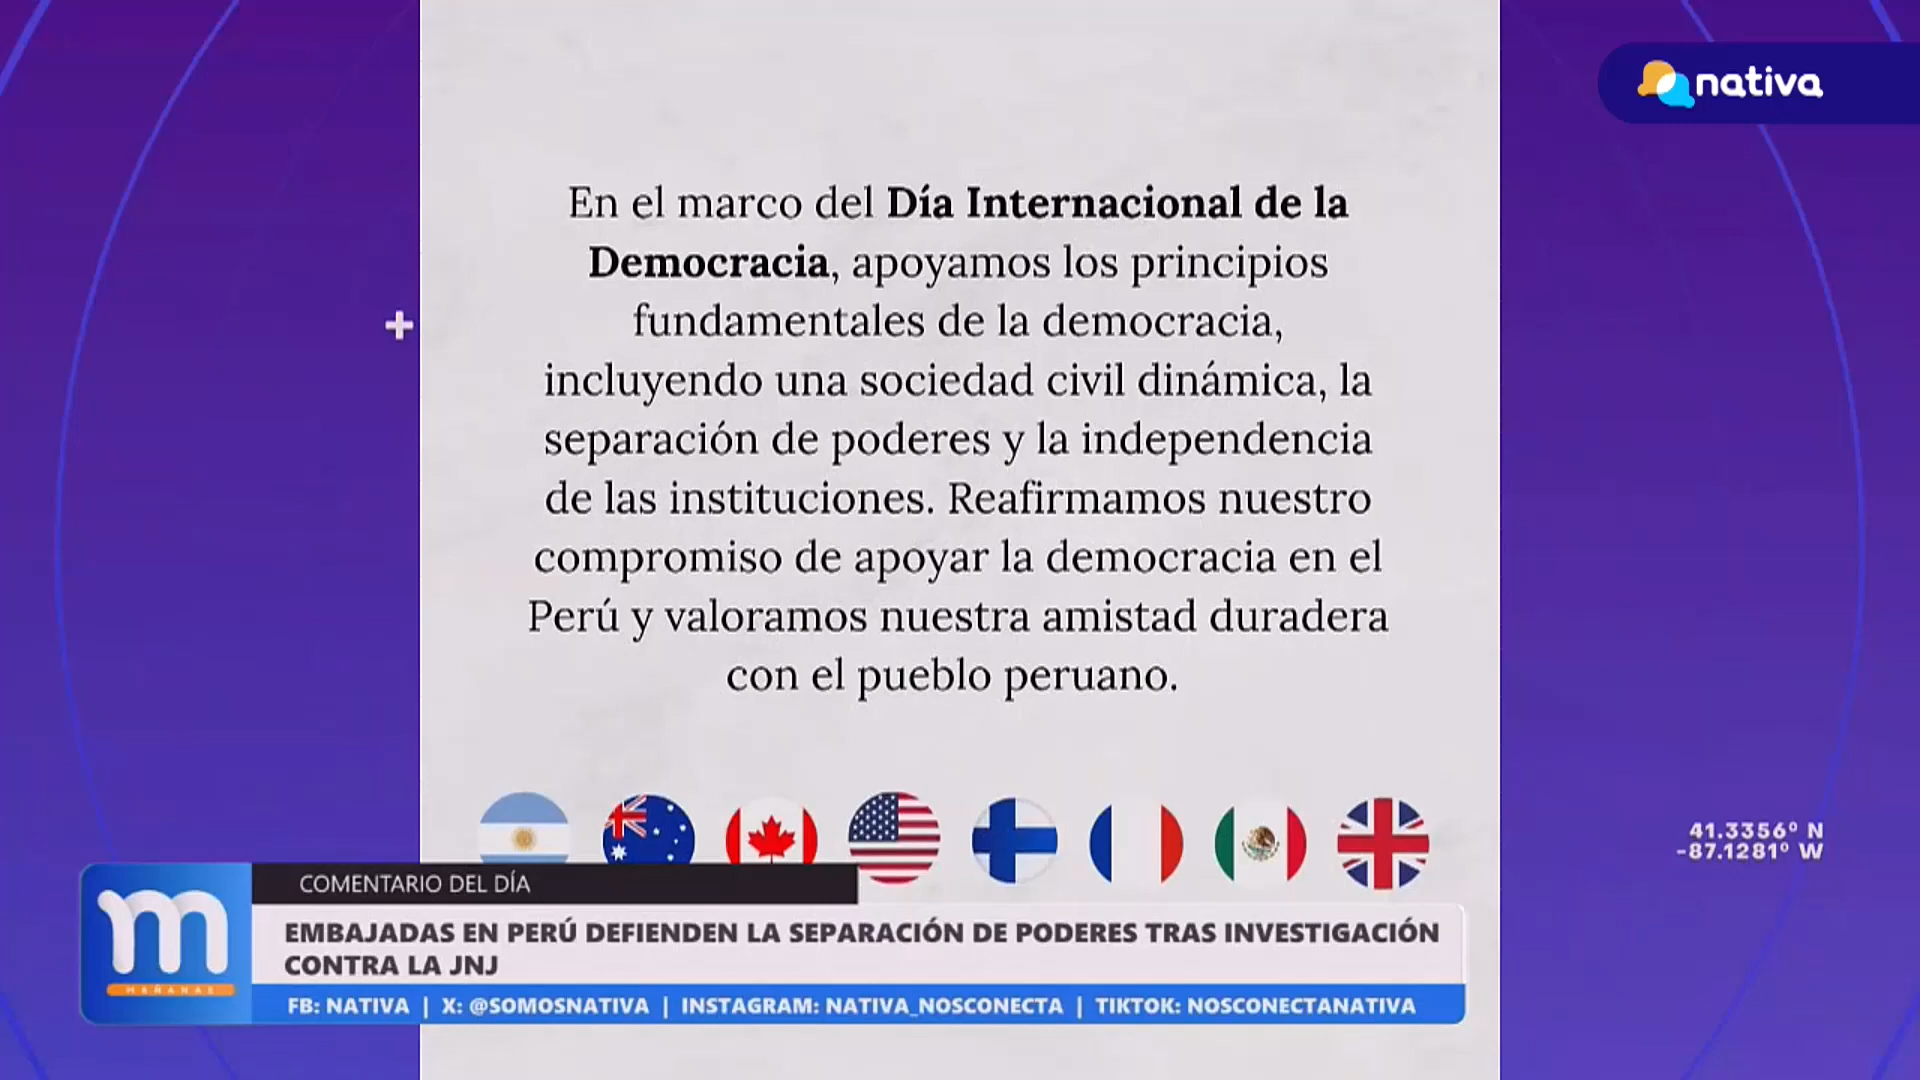 nativa
En el marco del Día Internacional de la
Democracia, apoyamos los principios
fundamentales de la democracia,
incluyendo una sociedad civil dinámica, la
separación de poderes y la independencia
de las instituciones. Reafirmamos nuestro
compromiso de apoyar la democracia en el
Perú y valoramos nuestra amistad duradera
con el pueblo peruano.
41.3356º N
-87.1281º W
COMENTARIO DEL DÍA
EMBAJADAS EN PERÚ DEFIENDEN LA SEPARACIÓN DE PODERES TRAS INVESTIGACIÓN
CONTRA LA JNJ
m
MAÑANAS
FB: NATIVA | X: @SOMOSNATIVA | INSTAGRAM: NATIVA_NOSCONECTA | TIKTOK: NOSCONECTANATIVA